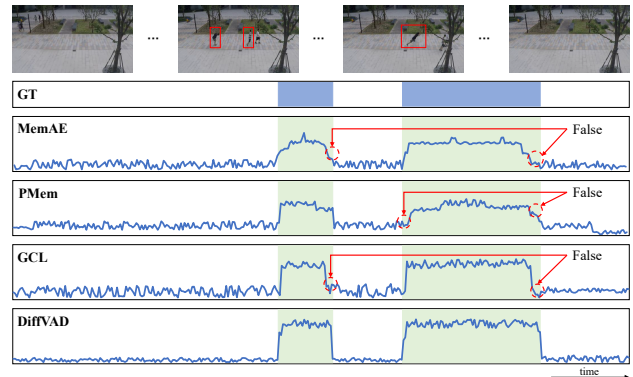 ... ... ...
GT
MemAE
False
PMem
False
GCL
False
DiffVAD
time